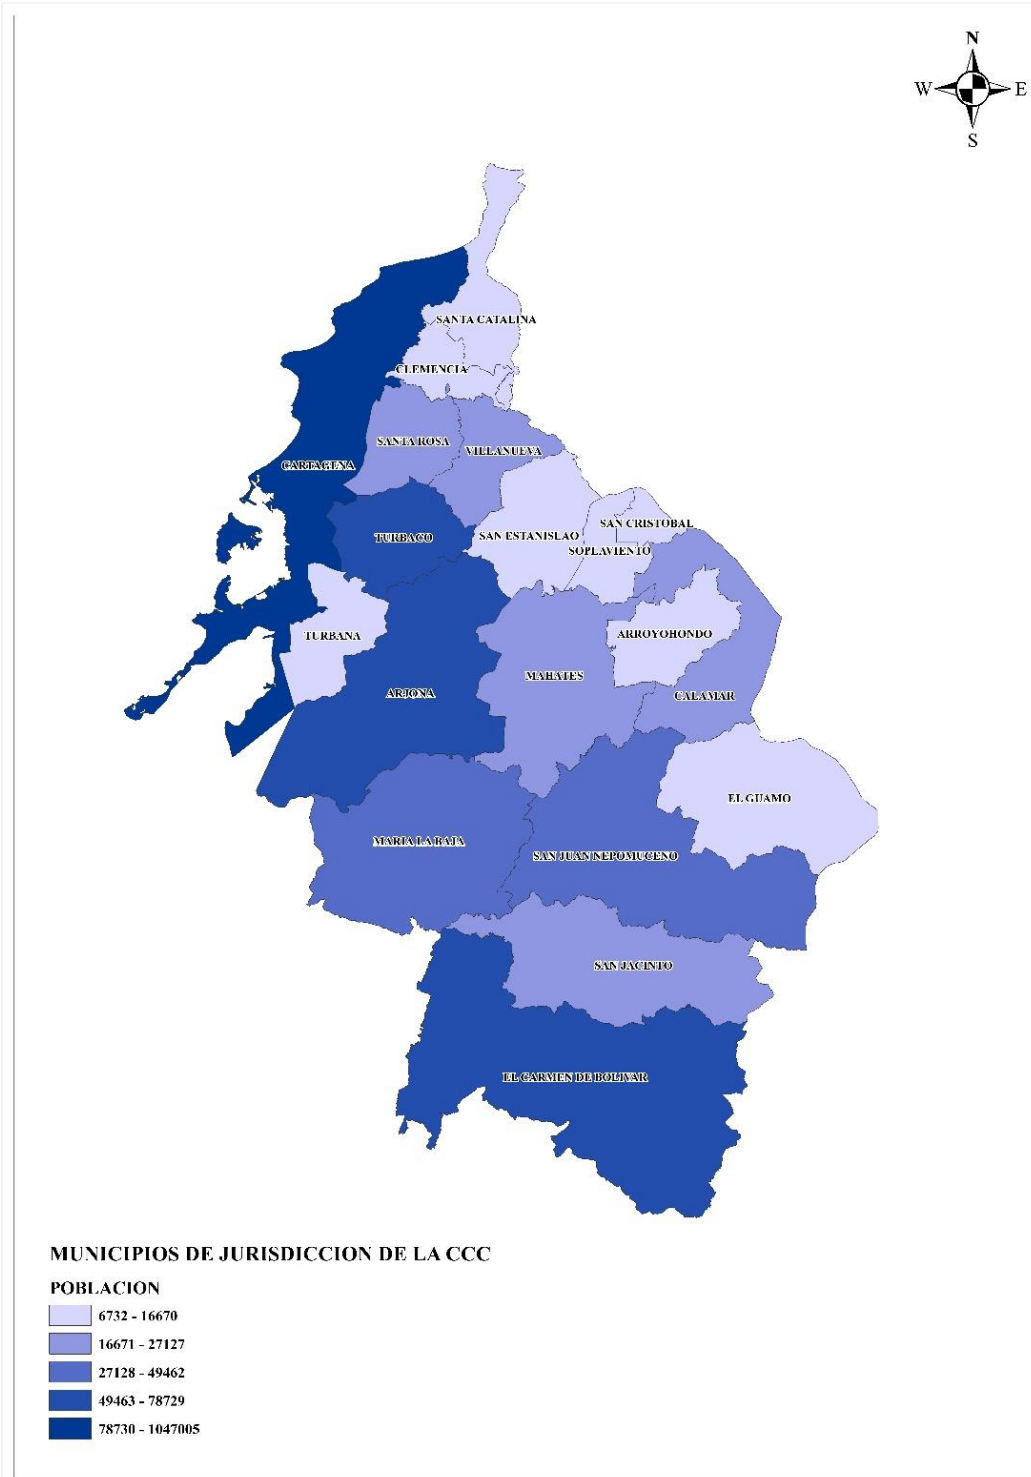 N
W E
S
SANTA CATALINA
CLEMENCIA
SANTA ROSA
VILLANUEVA
CARTAGENA
SAN CRISTOBAL
TURBACO
SAN ESTANISLAO
SOPLAVIENTO
TURBANA
ARROYOHONDO
MAHATES
ARJONA
CALAMAR
EL GUAMO
MARIA LA BAJA
SAN JUAN NEPOMUCENO
SAN JACINTO
EL CARMEN DE BOLIVAR
MUNICIPIOS DE JURISDICCION DE LA CCC
POBLACION
6732 - 16670
16671 - 27127
27128 - 49462
49463 - 78729
78730 - 1047005